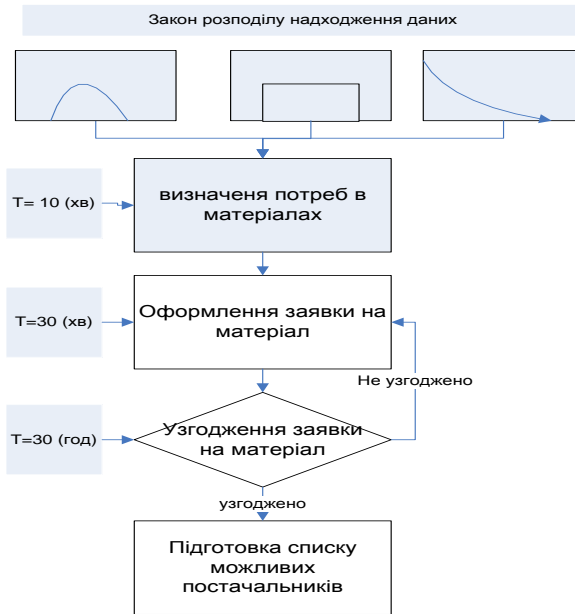 Закон розподілу надходження даних
T= 10 (хв)
визначеня потреб в
матеріалах
T=30 (хв)
Оформлення заявки на
матеріал
Не узгоджено
T=30 (год)
Узгодження заявки
на матеріал
узгоджено
Підготовка списку
можливих
постачальників